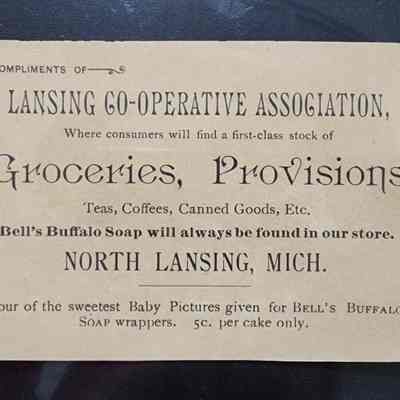 OMPLIMENTS OF
LANSING CO-OPERATIVE ASSOCIATION,
Where consumers will find a first-class stock of
Groceries, Provisions
Teas, Coffees, Canned Goods, Etc.
Bell's Buffalo Soap will always be found in our store.
NORTH LANSING, MICH.
our of the sweetest Baby Pictures given for BELL'S BUFFALO
SOAP wrappers. 5c. per cake only.